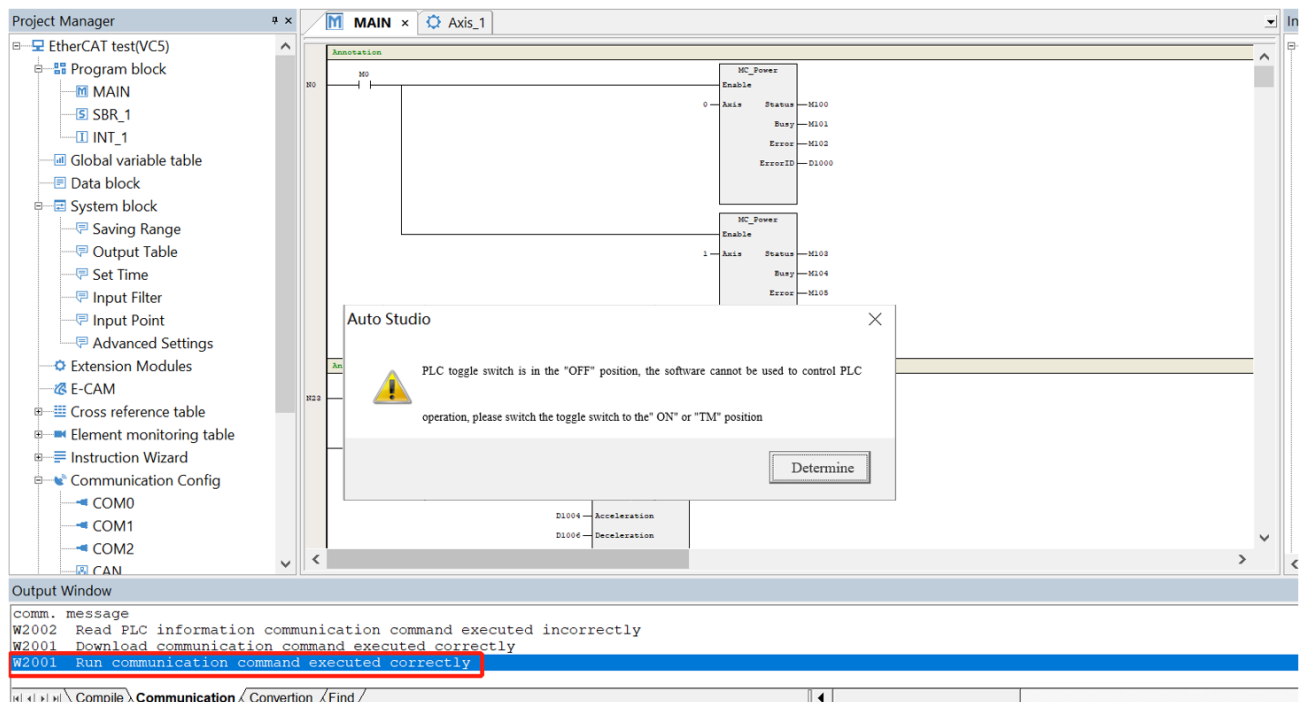 Project Manager
MAIN
Axis_1
In
EtherCAT test(VC5)
Program block
MAIN
SBR_1
INT_1
Global variable table
Data block
System block
Saving Range
Output Table
Set Time
Input Filter
Input Point
Advanced Settings
Extension Modules
E-CAM
Cross reference table
Element monitoring table
Instruction Wizard
Communication Config
COM0
COM1
COM2
CAN
Annotation
M0
N0
MC_Power
Enable
0 Axis Status M100
Busy M101
Error M102
ErrorID D1000
MC_Power
Enable
1 Axis Status M103
Busy M104
Error M105
An
N23
Auto Studio
PLC toggle switch is in the "OFF" position, the software cannot be used to control PLC
operation, please switch the toggle switch to the" ON" or "TM" position
Determine
D1004 Acceleration
D1006 Deceleration
Output Window
comm. message
W2002 Read PLC information communication command executed incorrectly
W2001 Download communication command executed correctly
W2001 Run communication command executed correctly
Compile Communication Convertion Find